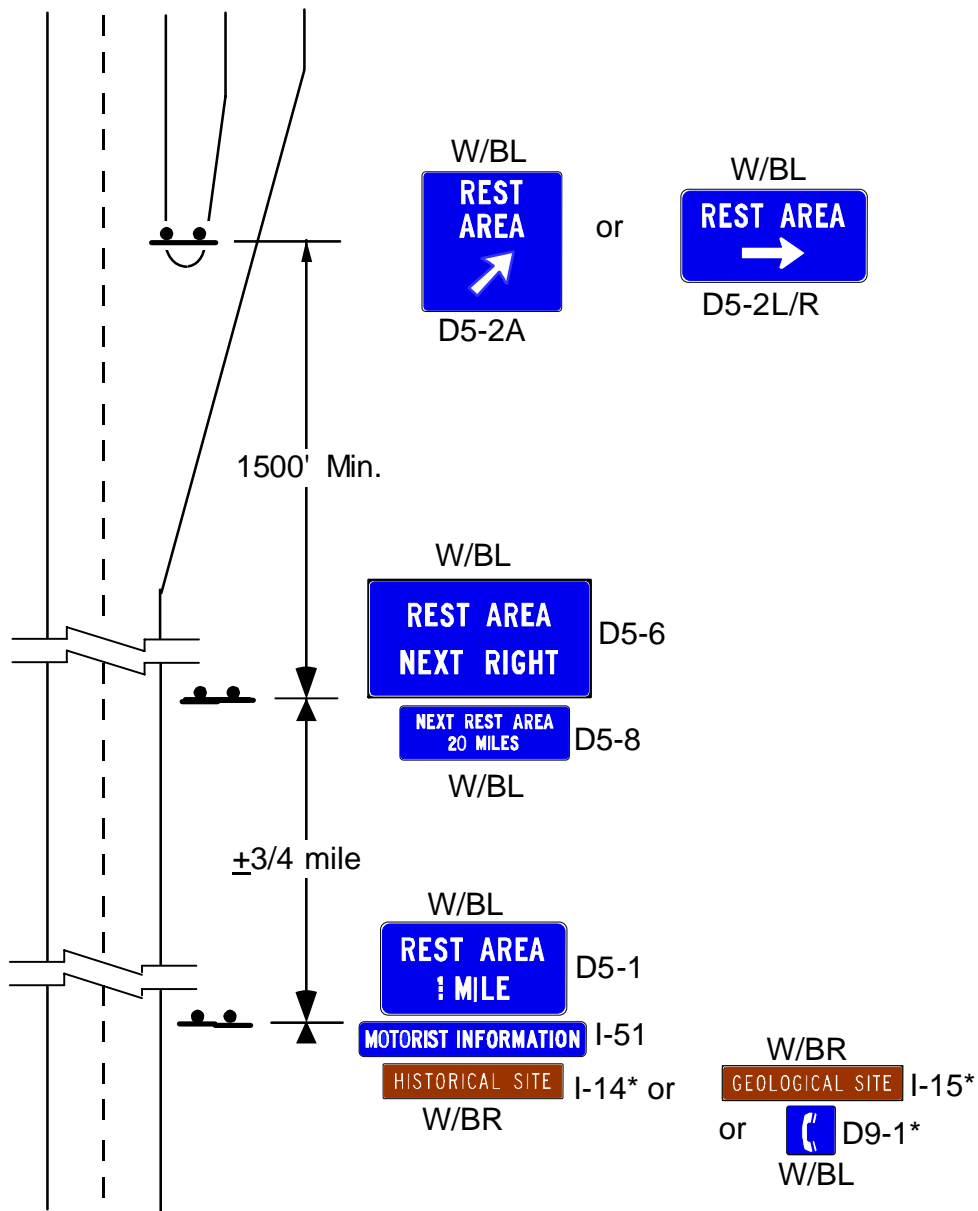 W/BL
REST
AREA
D5-2A
or
W/BL
REST AREA
D5-2L/R
1500' Min.
W/BL
REST AREA
NEXT RIGHT
D5-6
NEXT REST AREA
20 MILES
D5-8
W/BL
±3/4 mile
W/BL
REST AREA
1 MILE
D5-1
MOTORIST INFORMATION
I-51
HISTORICAL SITE
I-14* or
W/BR
W/BR
GEOLOGICAL SITE
I-15*
or
D9-1*
W/BL